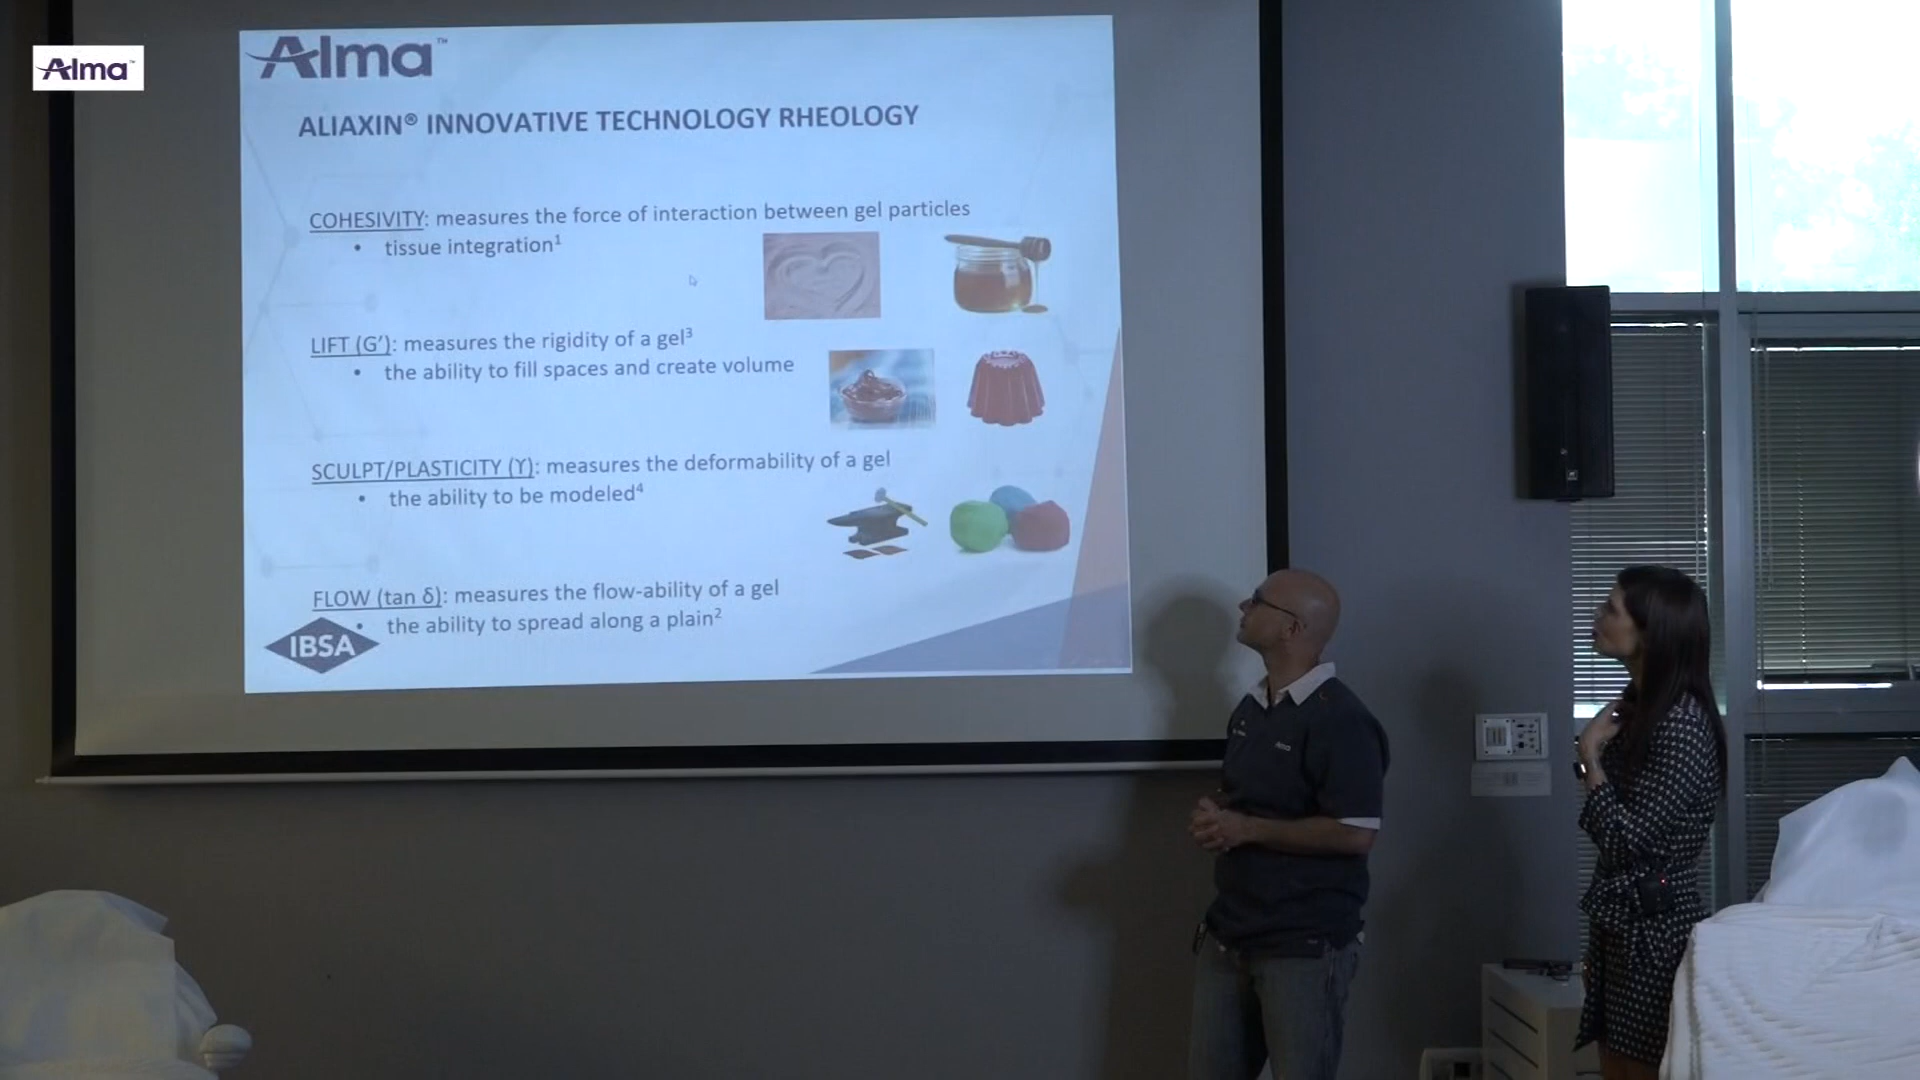 Alma™
Alma™
ALIAXIN® INNOVATIVE TECHNOLOGY RHEOLOGY
COHESIVITY: measures the force of interaction between gel particles
• tissue integration¹
LIFT (G’): measures the rigidity of a gel³
• the ability to fill spaces and create volume
SCULPT/PLASTICITY (ϒ): measures the deformability of a gel
• the ability to be modeled⁴
FLOW (tan δ): measures the flow-ability of a gel
• the ability to spread along a plain²
IBSA
Alma